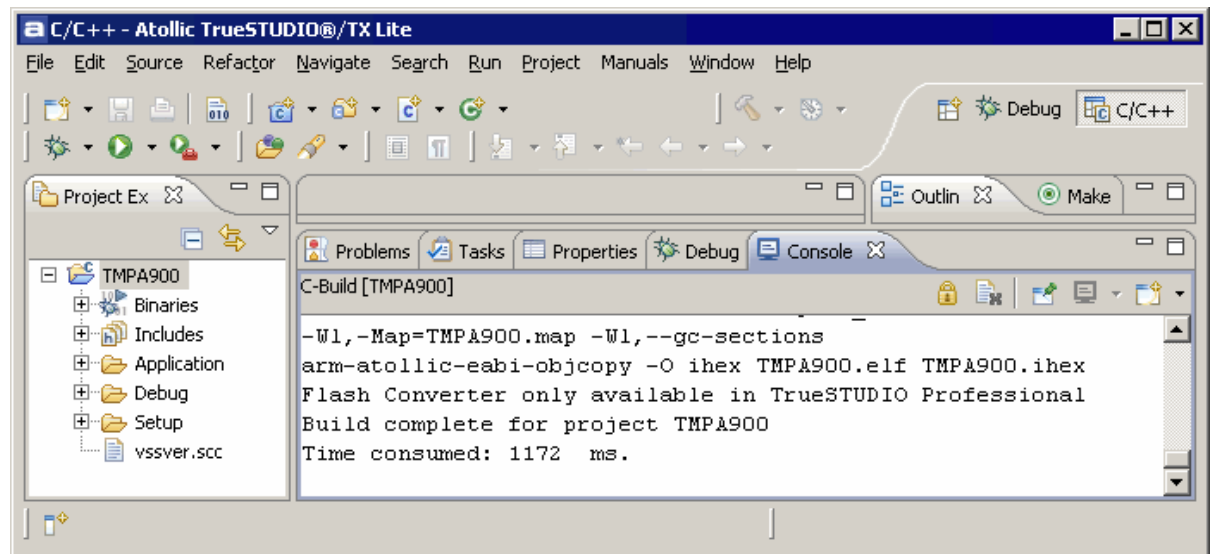 C/C++ - Atollic TrueSTUDIO®/TX Lite
File Edit Source Refactor Navigate Search Run Project Manuals Window Help
010
Debug C/C++
Project Ex
Outlin Make
Problems Tasks Properties Debug Console
TMPA900
Binaries
Includes
Application
Debug
Setup
vssver.scc
C-Build [TMPA900]
-Wl,-Map=TMPA900.map -Wl,--gc-sections
arm-atollic-eabi-objcopy -O ihex TMPA900.elf TMPA900.ihex
Flash Converter only available in TrueSTUDIO Professional
Build complete for project TMPA900
Time consumed: 1172 ms.